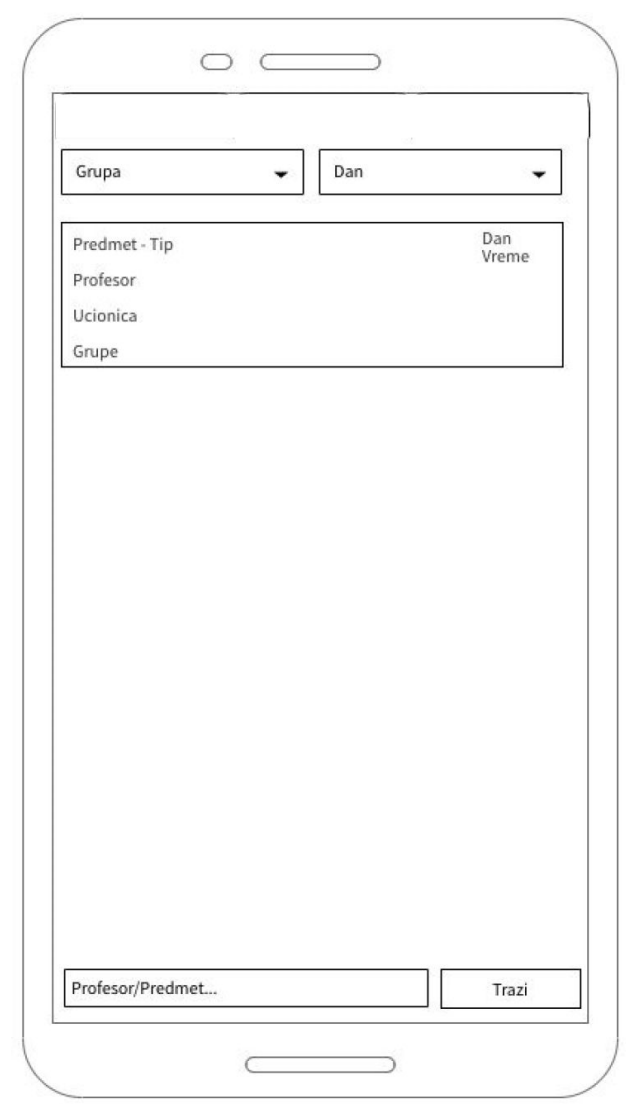 Grupa
Dan
Predmet - Tip
Dan
Vreme
Profesor
Ucionica
Grupe
Profesor/Predmet...
Trazi